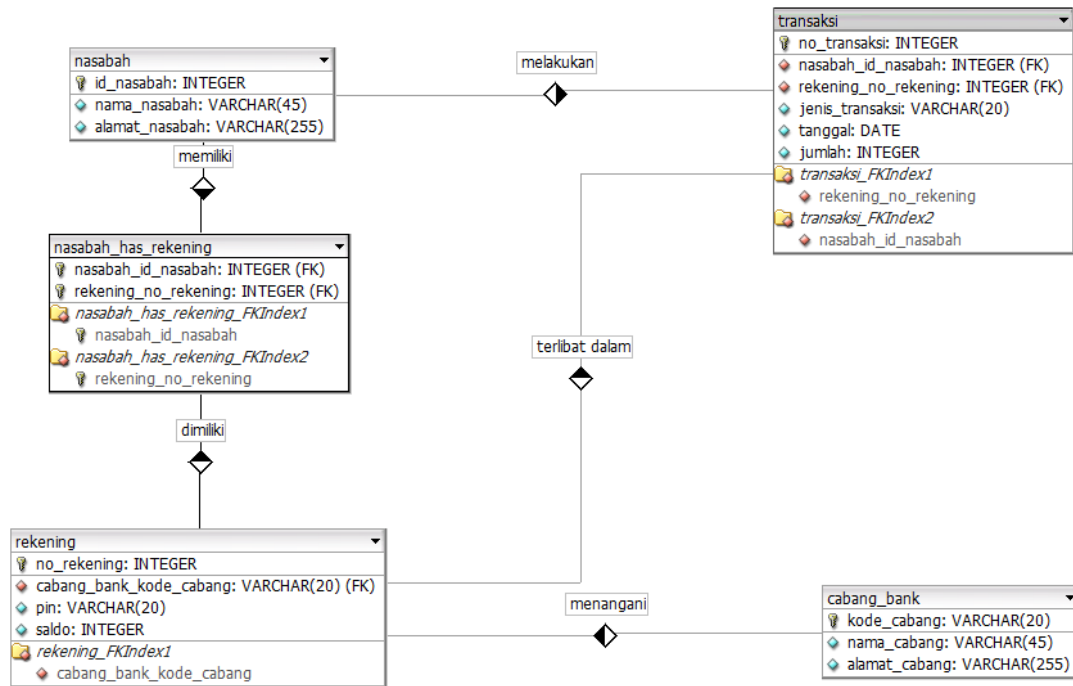 nasabah
id_nasabah: INTEGER
nama_nasabah: VARCHAR(45)
alamat_nasabah: VARCHAR(255)
melakukan
transaksi
no_transaksi: INTEGER
nasabah_id_nasabah: INTEGER (FK)
rekening_no_rekening: INTEGER (FK)
jenis_transaksi: VARCHAR(20)
tanggal: DATE
jumlah: INTEGER
transaksi_FKIndex1
rekening_no_rekening
transaksi_FKIndex2
nasabah_id_nasabah
memiliki
nasabah_has_rekening
nasabah_id_nasabah: INTEGER (FK)
rekening_no_rekening: INTEGER (FK)
nasabah_has_rekening_FKIndex1
nasabah_id_nasabah
nasabah_has_rekening_FKIndex2
rekening_no_rekening
terlibat dalam
dimiliki
rekening
no_rekening: INTEGER
cabang_bank_kode_cabang: VARCHAR(20) (FK)
pin: VARCHAR(20)
saldo: INTEGER
rekening_FKIndex1
cabang_bank_kode_cabang
menangani
cabang_bank
kode_cabang: VARCHAR(20)
nama_cabang: VARCHAR(45)
alamat_cabang: VARCHAR(255)